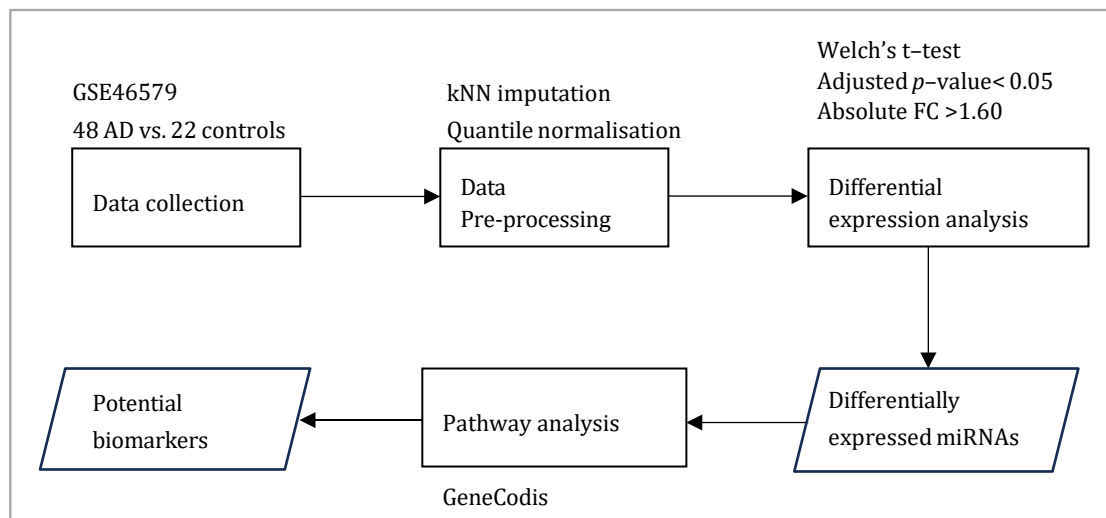 GSE46579
48 AD vs. 22 controls
Data collection
kNN imputation
Quantile normalisation
Data
Pre-processing
Welch’s t–test
Adjusted p–value< 0.05
Absolute FC >1.60
Differential
expression analysis
Differentially
expressed miRNAs
Pathway analysis
GeneCodis
Potential
biomarkers